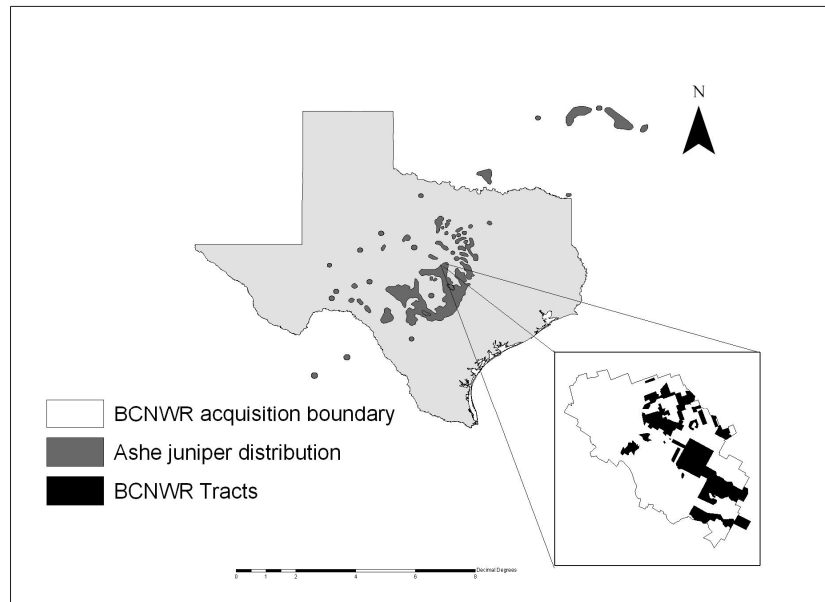 N
BCNWR acquisition boundary
Ashe juniper distribution
BCNWR Tracts
Decimal Degrees
0 1 2 4 6 8